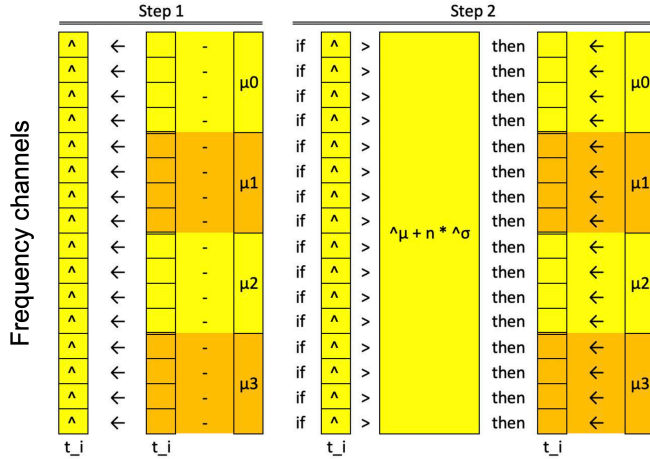 Step 1 Step 2
Frequency channels
^ ← - if ^ > then ←
^ ← - if ^ > then ←
µ0 µ0
^ ← - if ^ > then ←
^ ← - if ^ > then ←
^ ← - if ^ > then ←
^ ← - if ^ > then ←
µ1 µ1
^ ← - if ^ > then ←
^ ← - if ^ > then ←
^µ + n * ^σ
^ ← - if ^ > then ←
^ ← - if ^ > then ←
µ2 µ2
^ ← - if ^ > then ←
^ ← - if ^ > then ←
^ ← - if ^ > then ←
^ ← - if ^ > then ←
µ3 µ3
^ ← - if ^ > then ←
^ ← - if ^ > then ←
t_i t_i t_i t_i